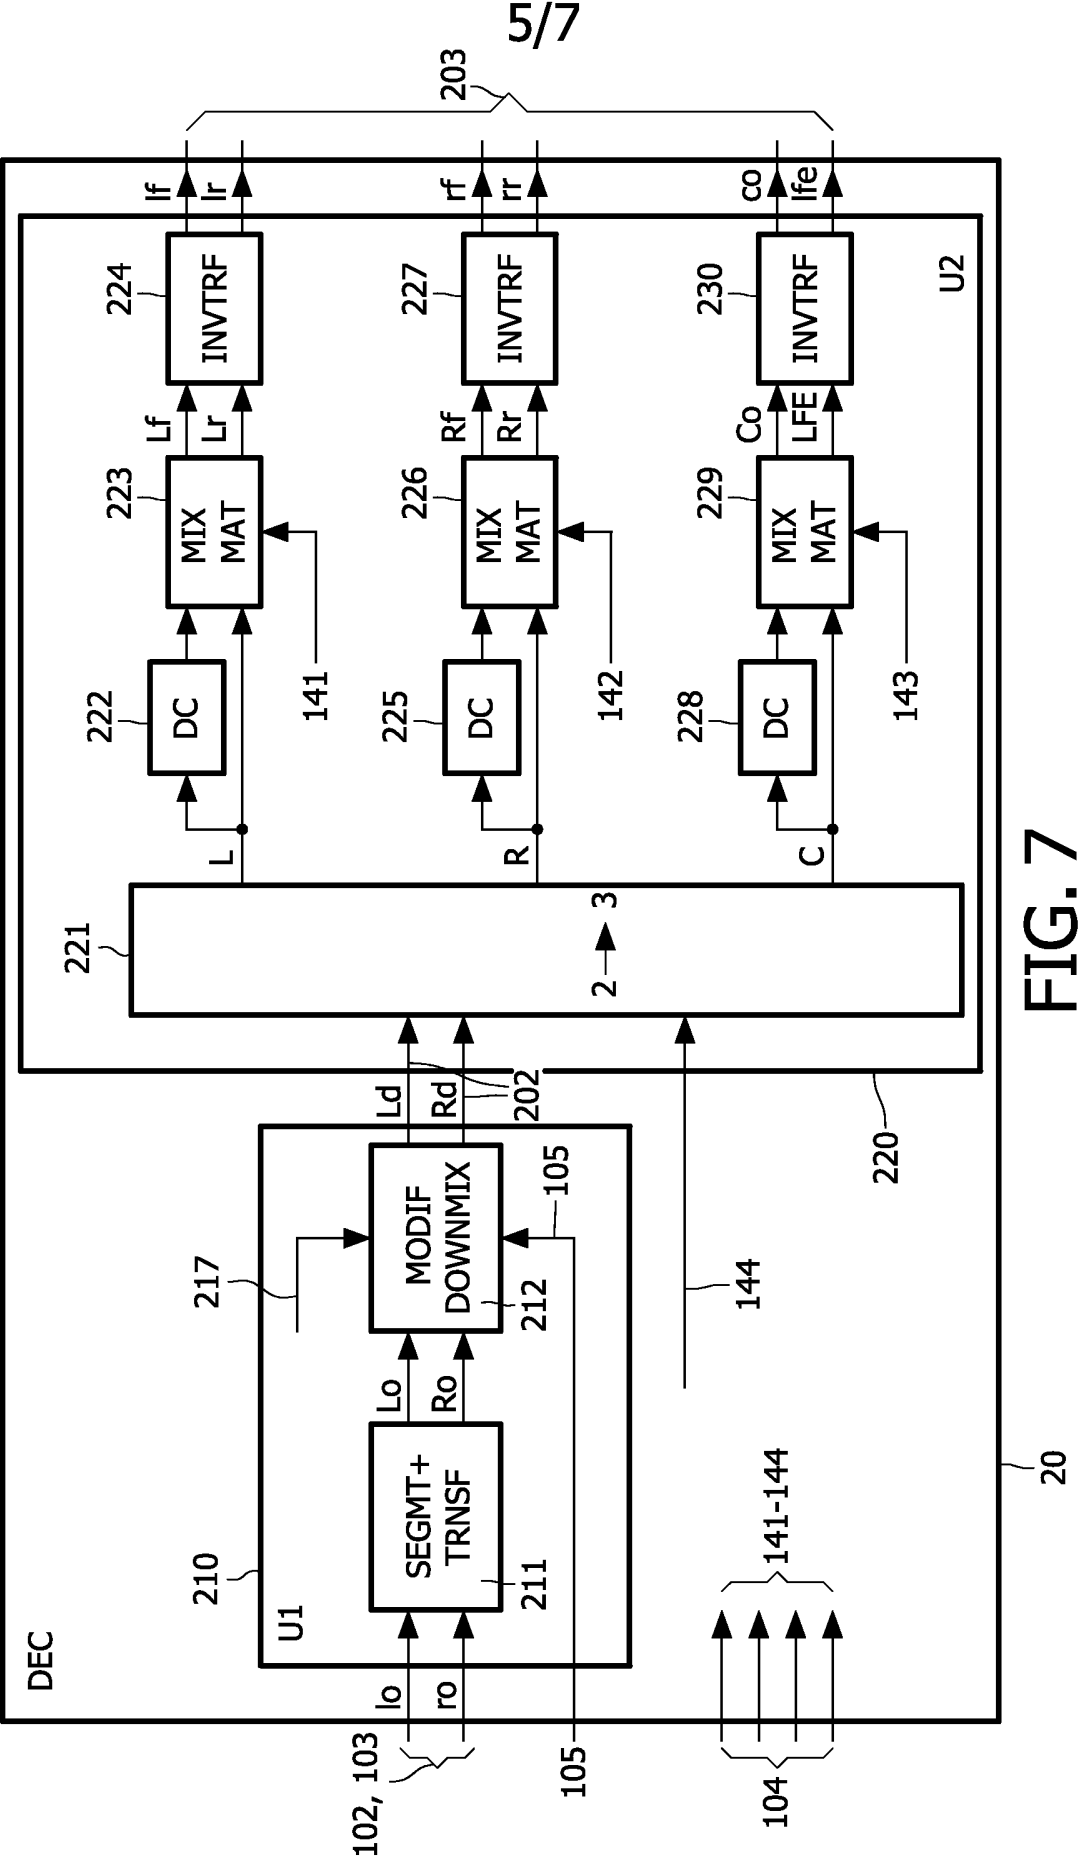 5/7
DEC
20
102, 103
lo
ro
105
104
141-144
210
U1
SEGMT+
TRNSF
211
Lo
Ro
217
MODIF
DOWNMIX
212
105
Ld
Rd
202
144
220
U2
221
2
3
L
R
C
222
DC
225
DC
228
DC
141
142
143
223
MIX
MAT
226
MIX
MAT
229
MIX
MAT
Lf
Lr
Rf
Rr
Co
LFE
224
INVTRF
227
INVTRF
230
INVTRF
lf
lr
rf
rr
co
lfe
203
FIG. 7